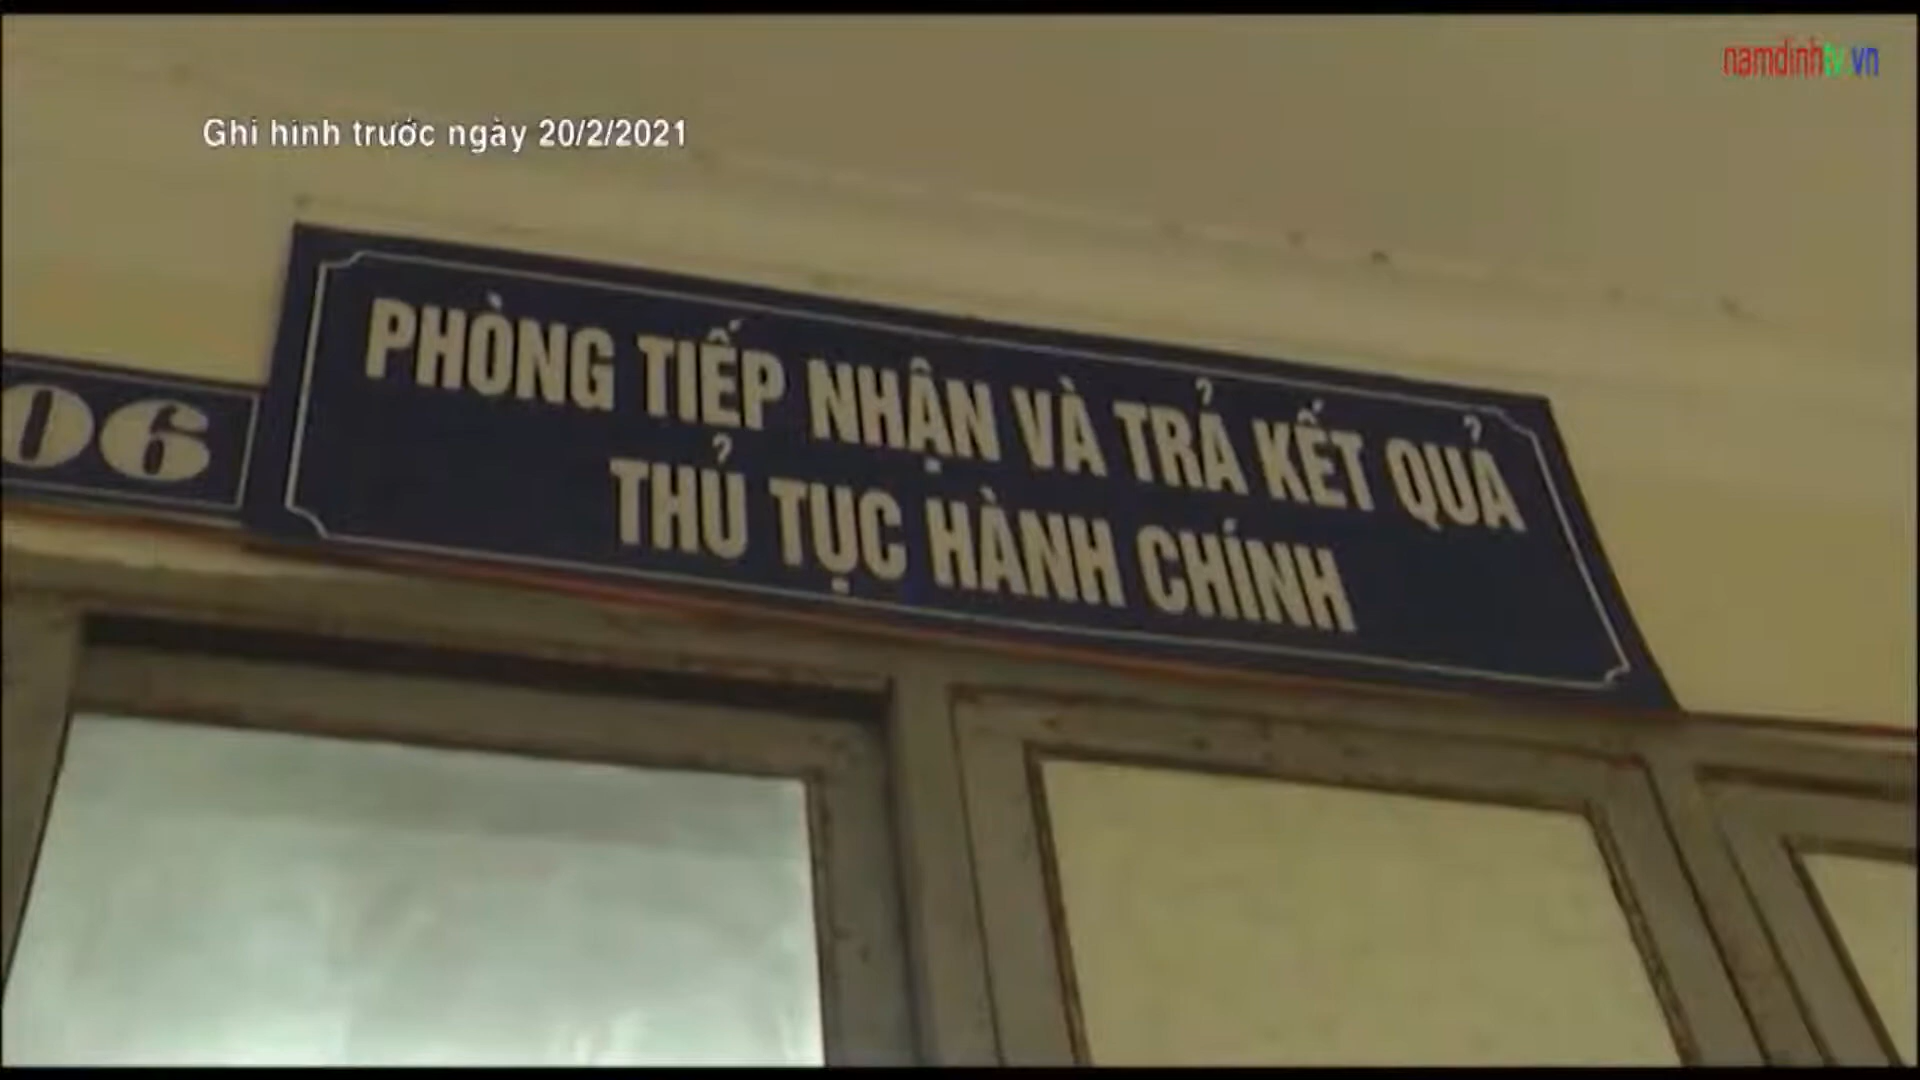 namdinhtv.vn
Ghi hình trước ngày 20/2/2021
06
PHÒNG TIẾP NHẬN VÀ TRẢ KẾT QUẢ
THỦ TỤC HÀNH CHÍNH